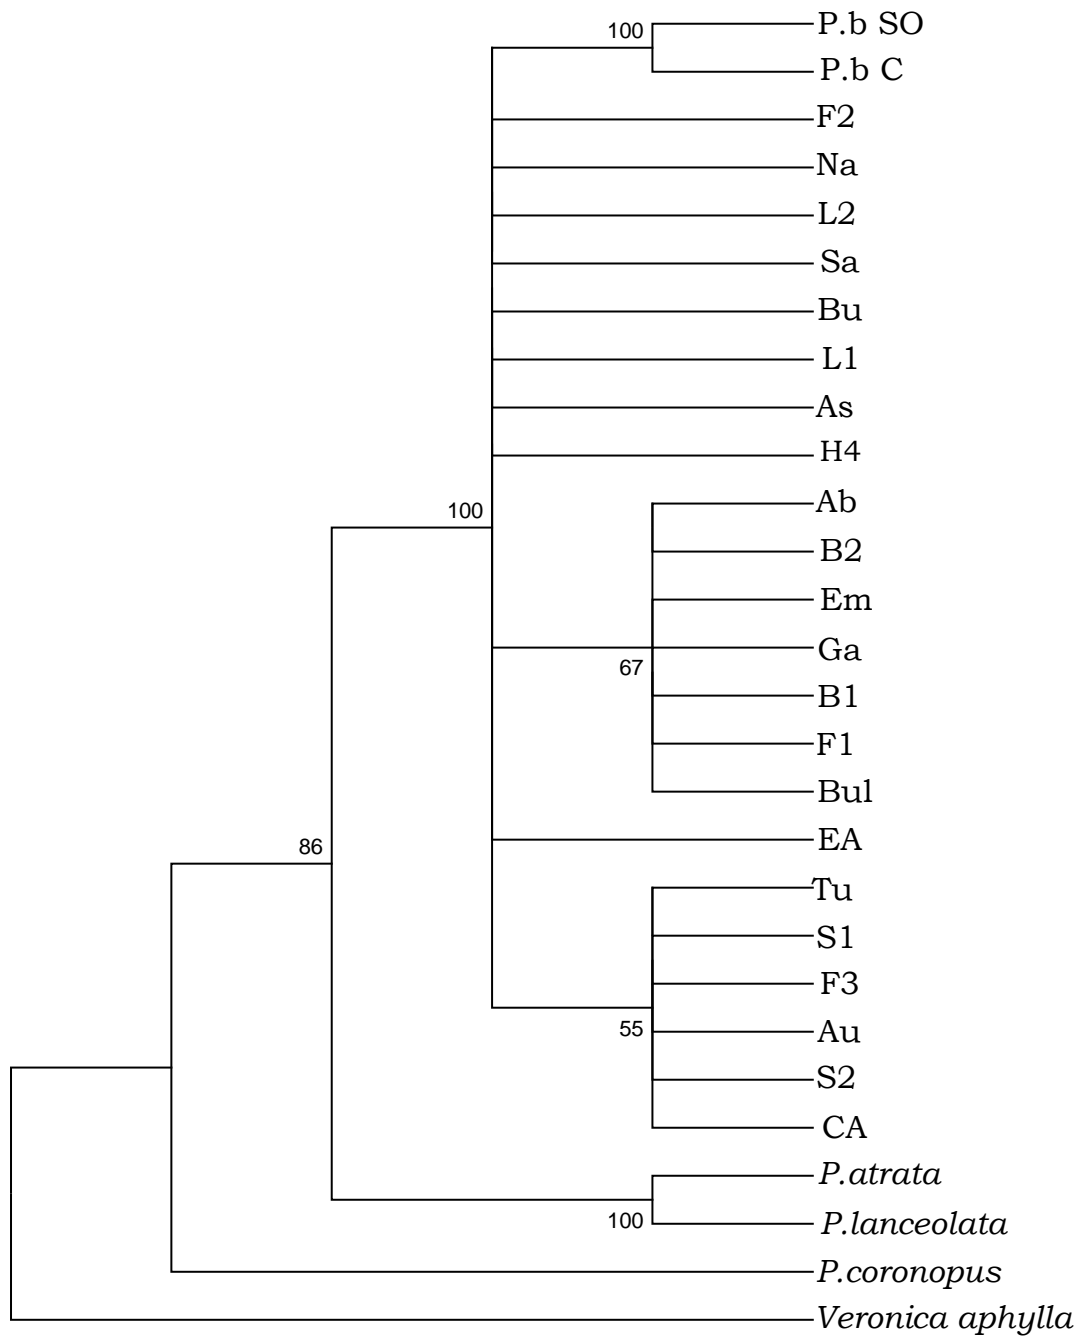 100
P.b SO
P.b C
F2
Na
L2
Sa
Bu
L1
As
H4
100
Ab
B2
Em
Ga
67
B1
F1
Bul
EA
86
Tu
S1
F3
Au
55
S2
CA
P.atrata
100
P.lanceolata
P.coronopus
Veronica aphylla